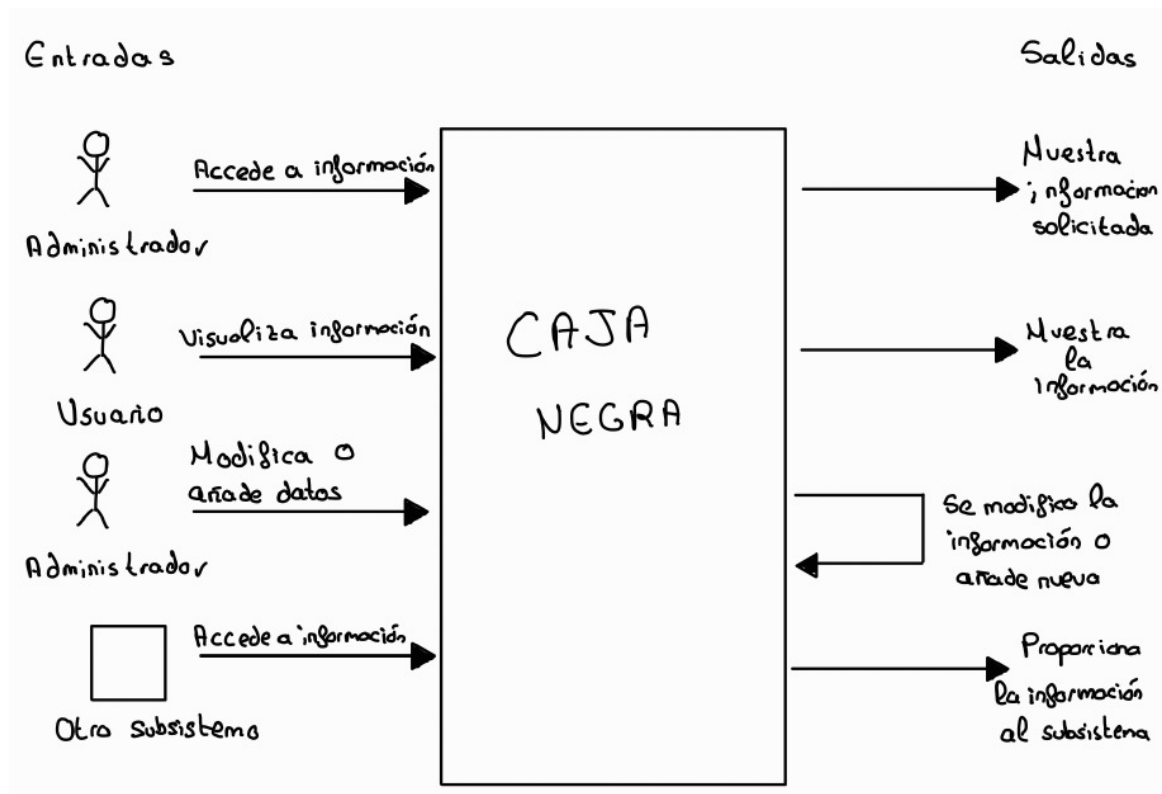 Entradas
Salidas
Accede a información
Administrador
Muestra
información
solicitada
Visualiza información
Usuario
CAJA
NEGRA
Muestra
la
información
Modifica o
añade datos
Administrador
Se modifica la
información o
añade nueva
Accede a información
Otro subsistema
Proporciona
la información
al subsistema